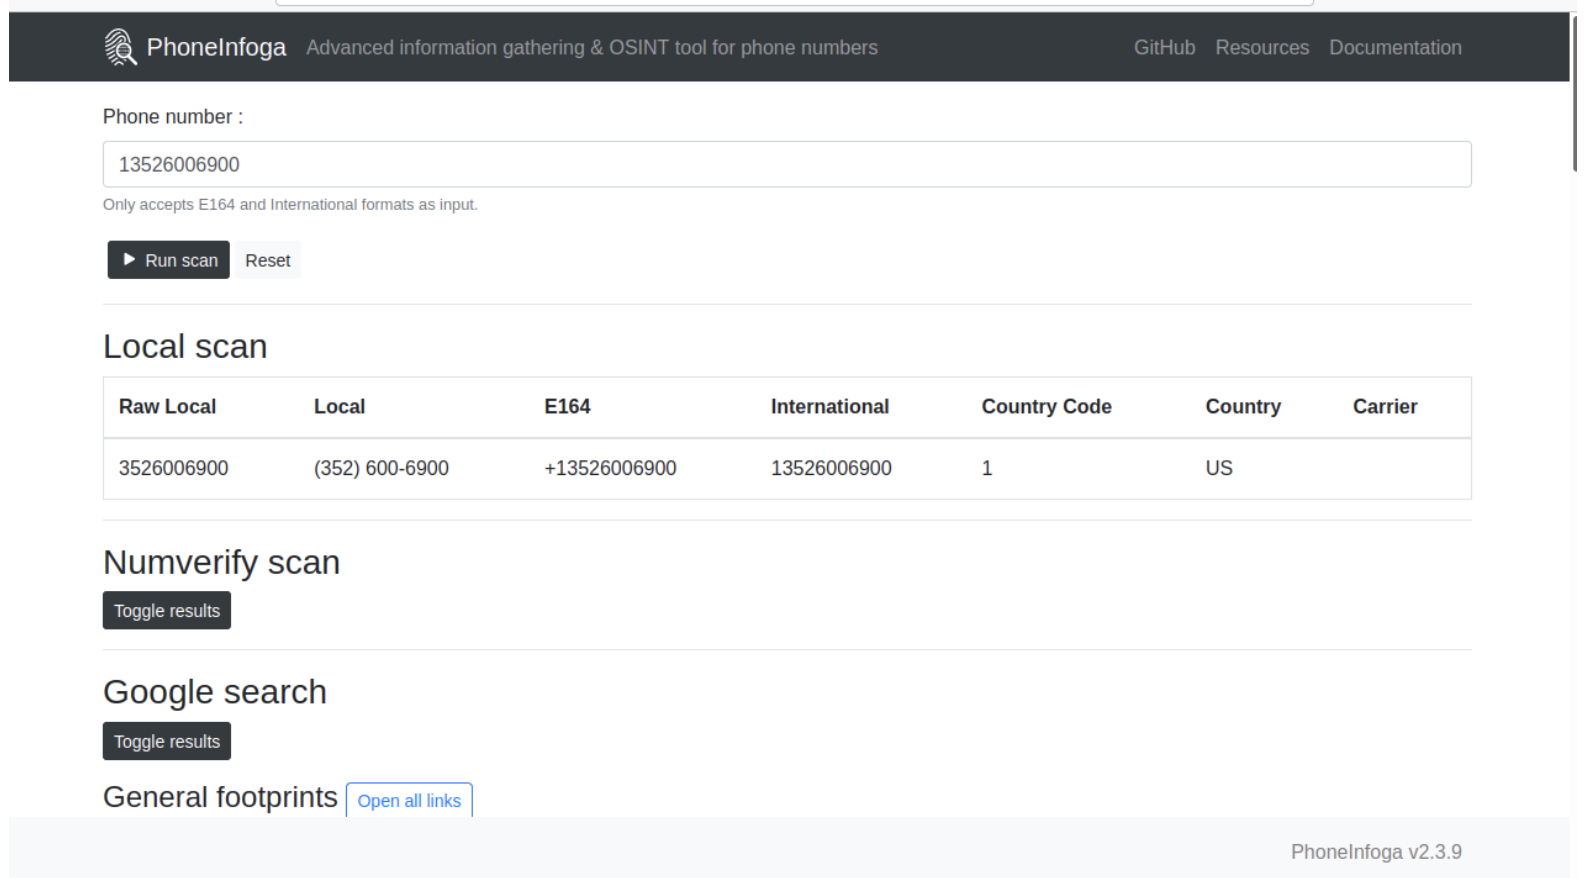 PhoneInfoga Advanced information gathering & OSINT tool for phone numbers GitHub Resources Documentation
Phone number :
13526006900
Only accepts E164 and International formats as input.
Run scan Reset
Local scan
Raw Local Local E164 International Country Code Country Carrier
3526006900 (352) 600-6900 +13526006900 13526006900 1 US
Numverify scan
Toggle results
Google search
Toggle results
General footprints Open all links
PhoneInfoga v2.3.9